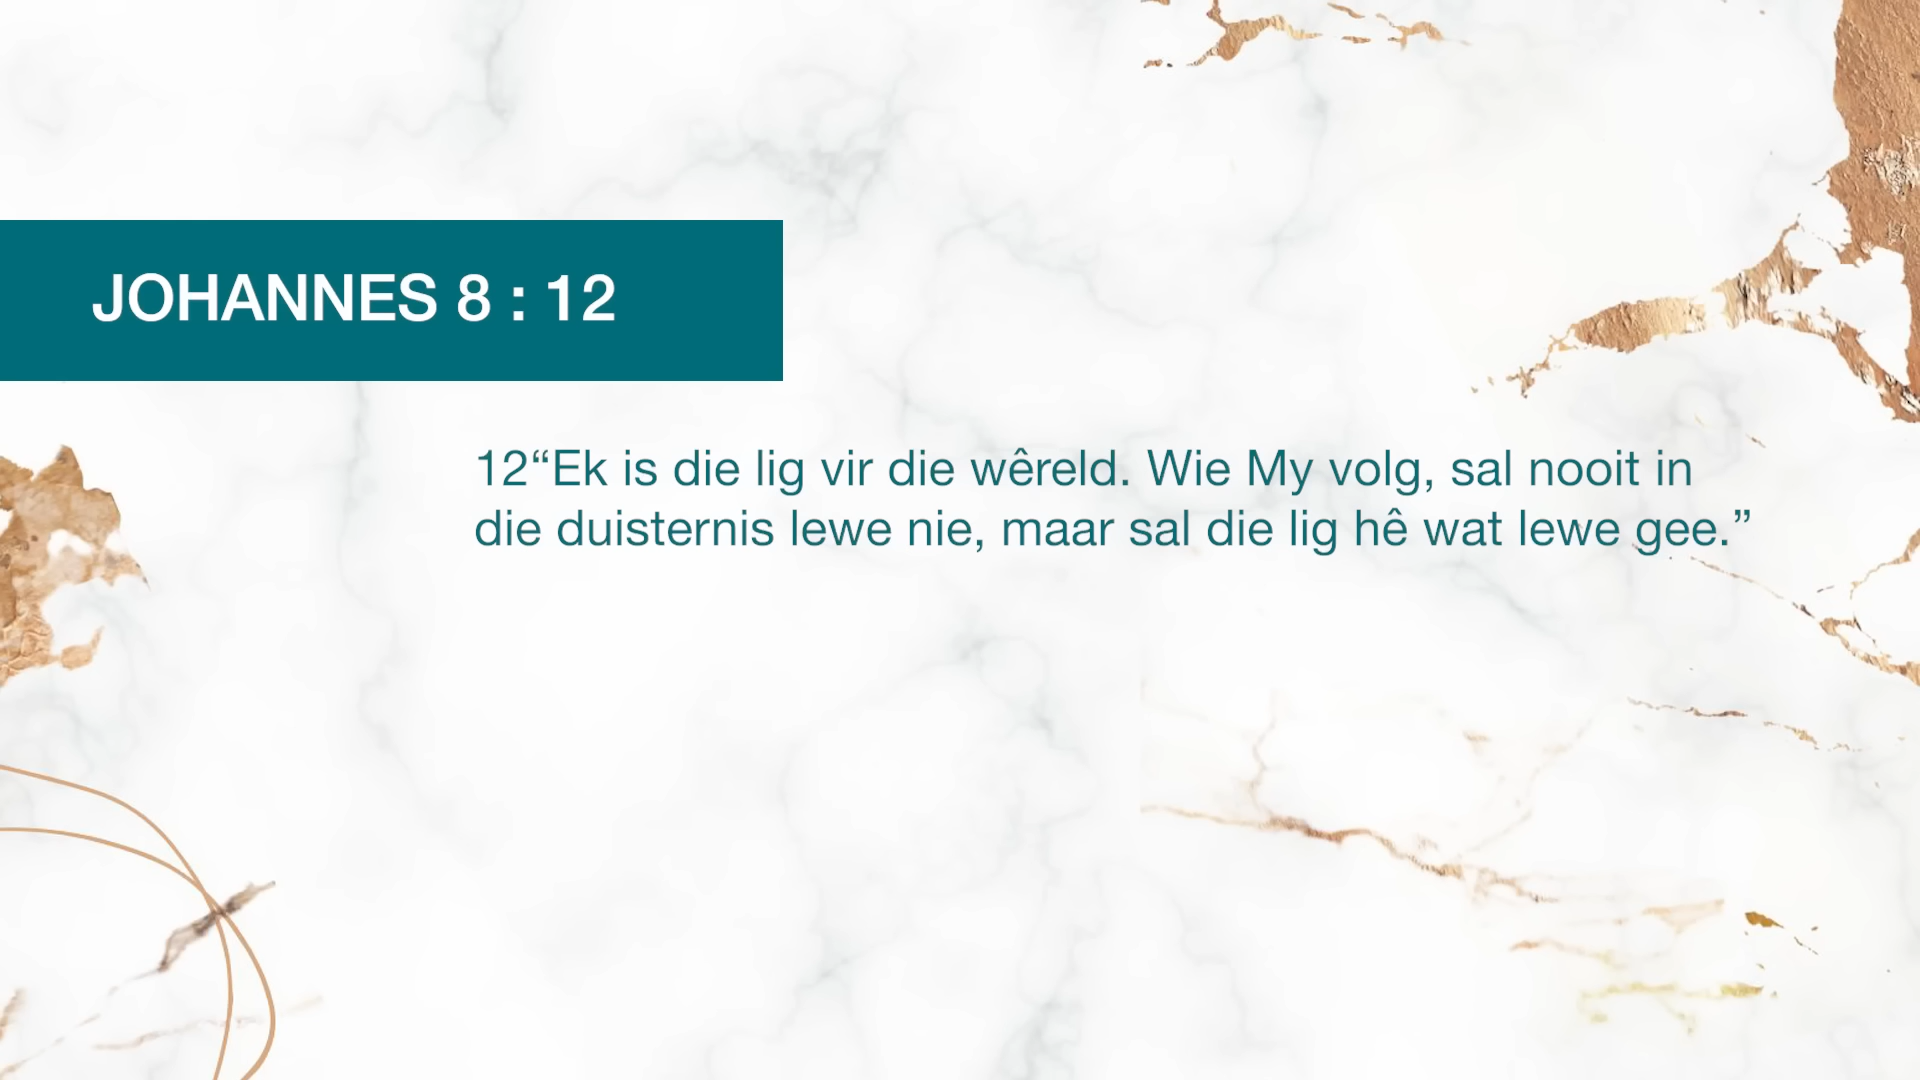 JOHANNES 8 : 12
12“Ek is die lig vir die wêreld. Wie My volg, sal nooit in
die duisternis lewe nie, maar sal die lig hê wat lewe gee.”